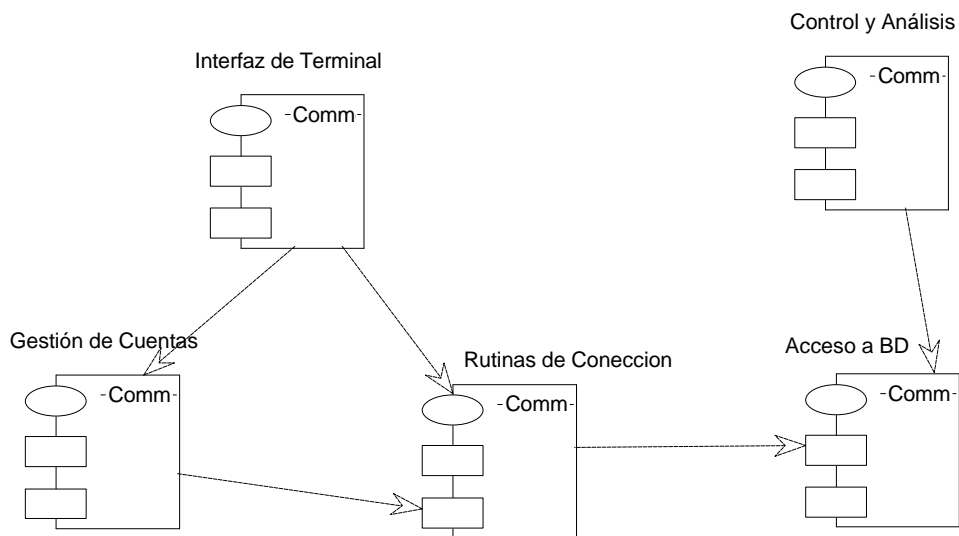 Control y Análisis
Interfaz de Terminal
-Comm-
-Comm-
Gestión de Cuentas
Rutinas de Coneccion
Acceso a BD
-Comm-
-Comm-
-Comm-